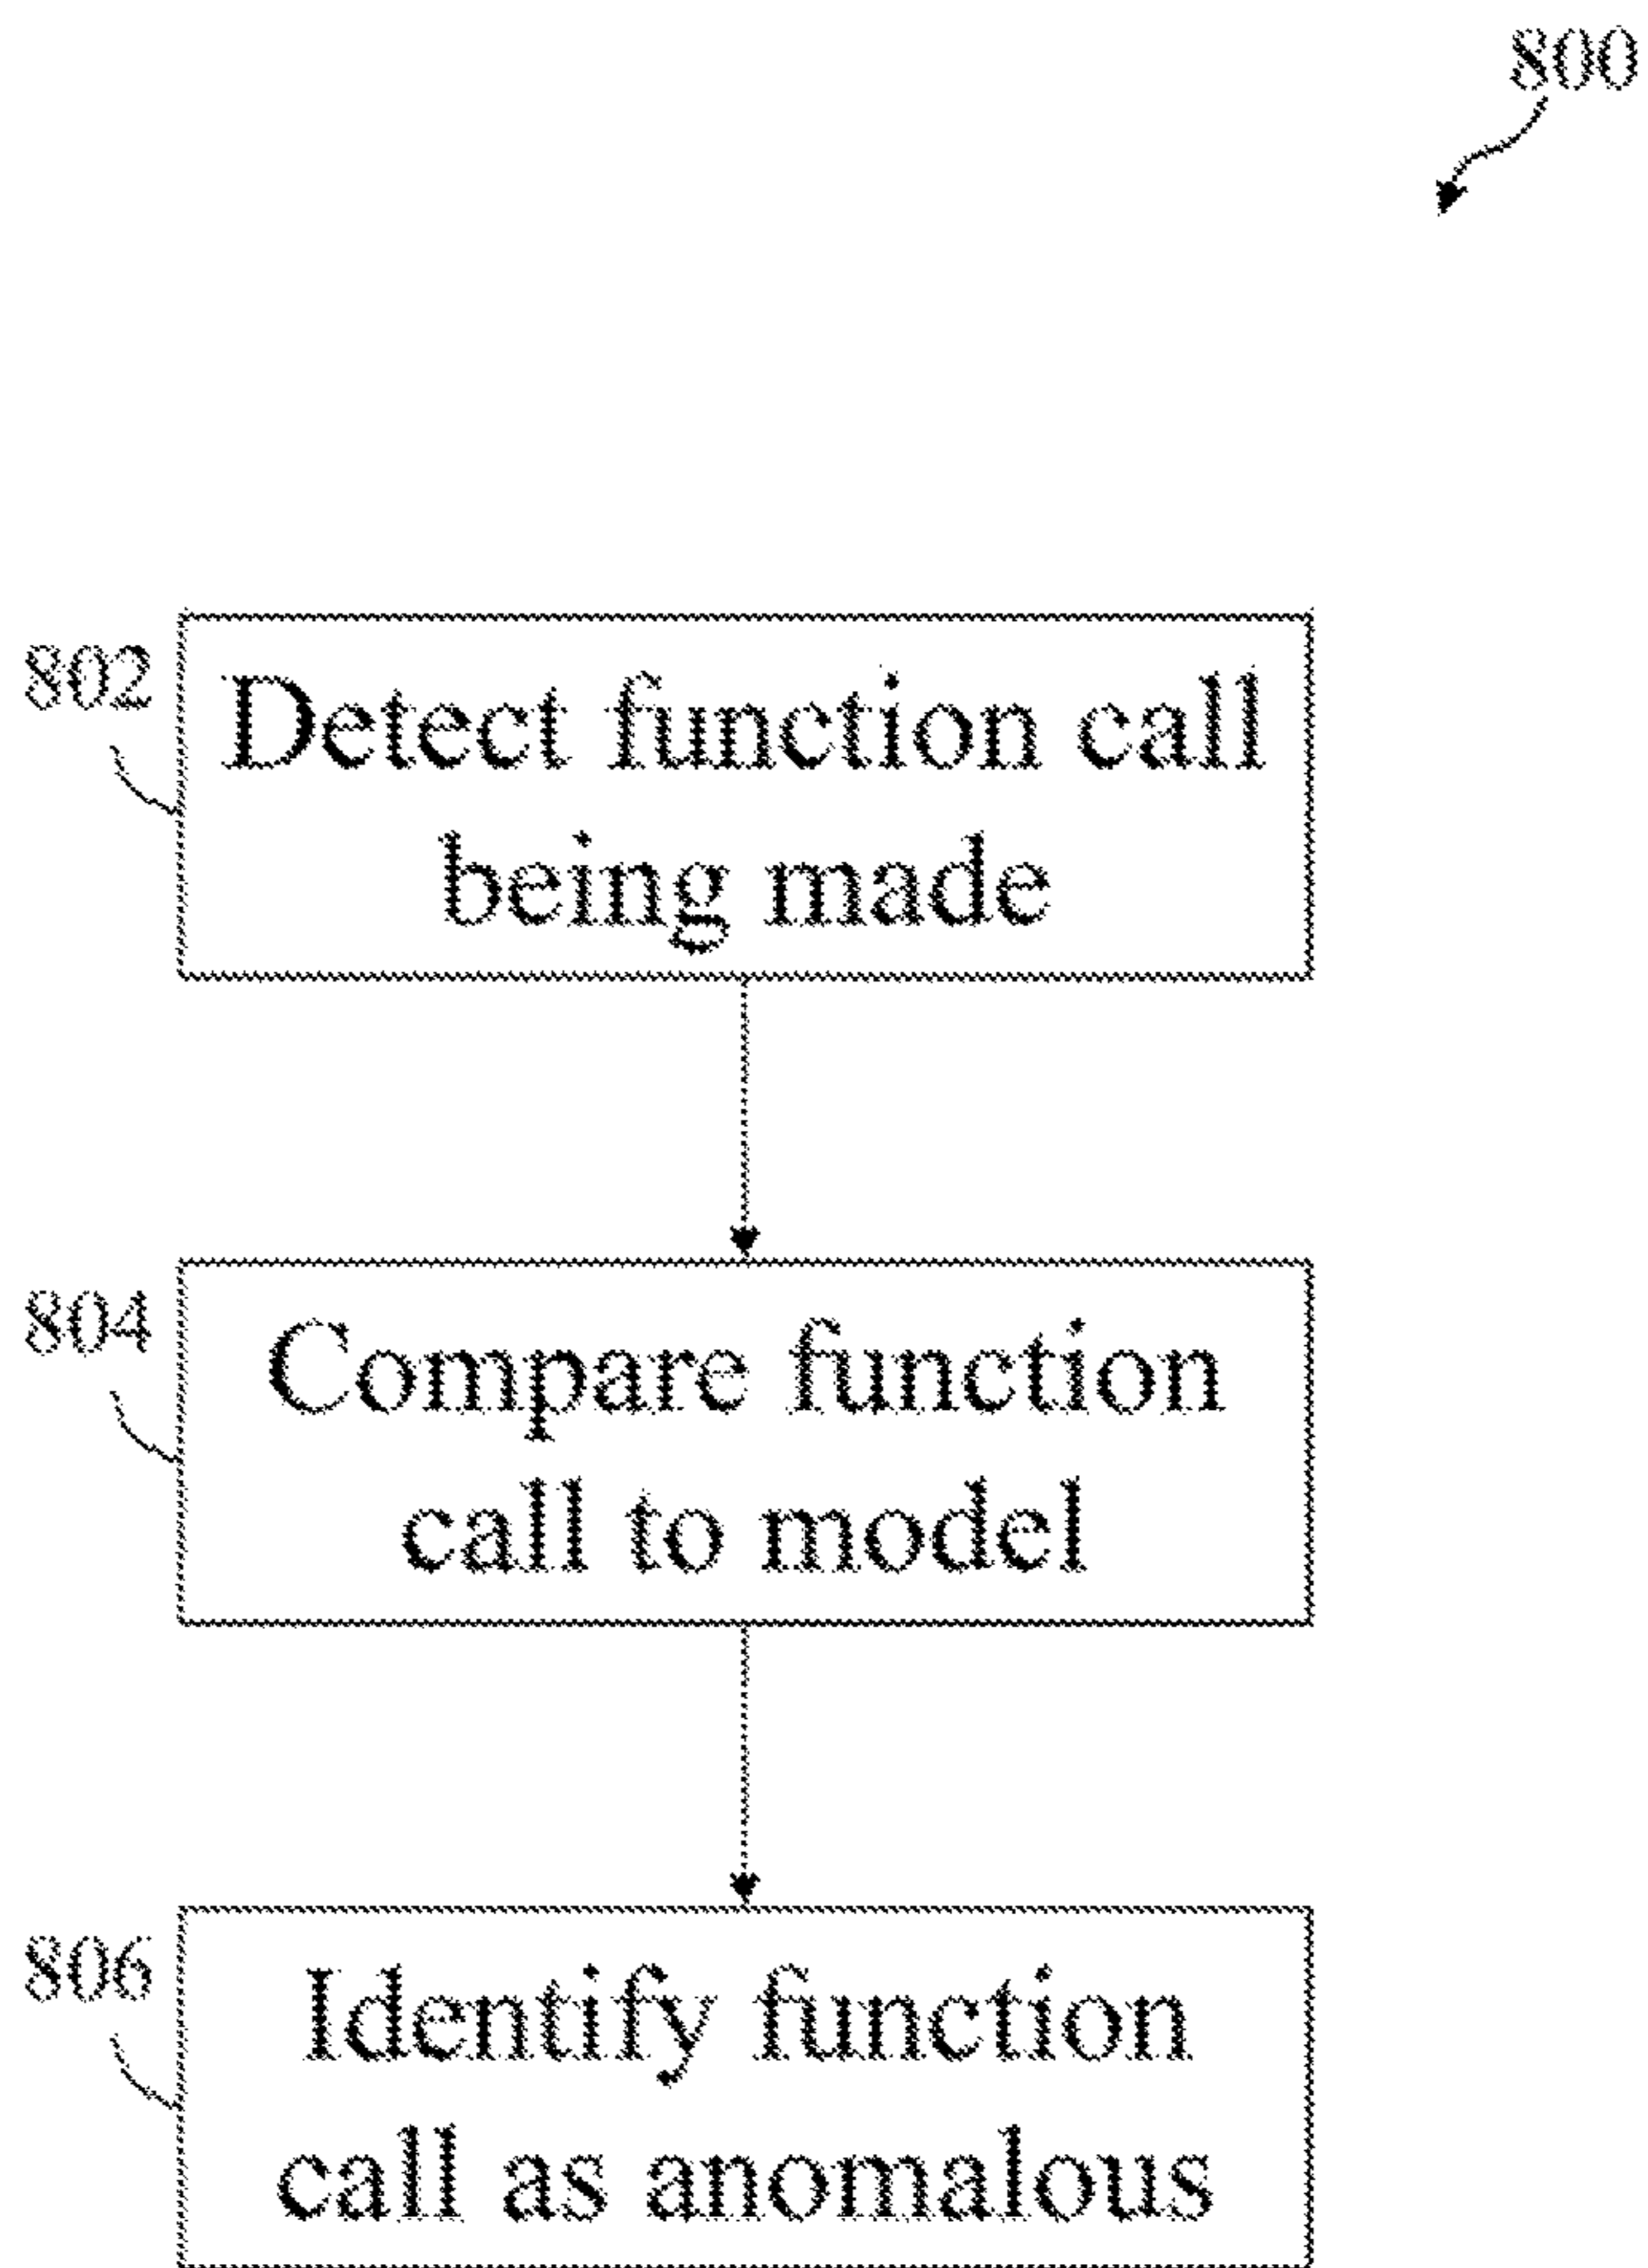 800
802
Detect function call
being made
804
Compare function
call to model
806
Identify function
call as anomalous